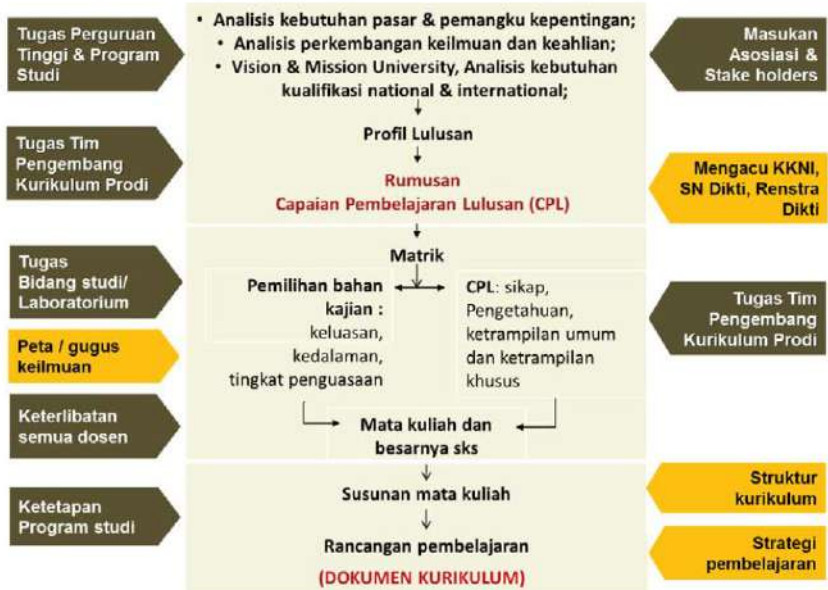 Tugas Perguruan
Tinggi & Program
Studi
• Analisis kebutuhan pasar & pemangku kepentingan;
• Analisis perkembangan keilmuan dan keahlian;
• Vision & Mission University, Analisis kebutuhan
kualifikasi national & international;
Masukan
Asosiasi &
Stake holders
Profil Lulusan
Tugas Tim
Pengembang
Kurikulum Prodi
Rumusan
Capaian Pembelajaran Lulusan (CPL)
Mengacu KKNI,
SN Dikti, Renstra
Dikti
Matrik
Tugas
Bidang studi/
Laboratorium
Pemilihan bahan
kajian :
keluasan,
kedalaman,
tingkat penguasaan
CPL: sikap,
Pengetahuan,
ketrampilan umum
dan ketrampilan
khusus
Tugas Tim
Pengembang
Kurikulum Prodi
Peta / gugus
keilmuan
Keterlibatan
semua dosen
Mata kuliah dan
besarnya sks
Susunan mata kuliah
Struktur
kurikulum
Ketetapan
Program studi
Rancangan pembelajaran
(DOKUMEN KURIKULUM)
Strategi
pembelajaran